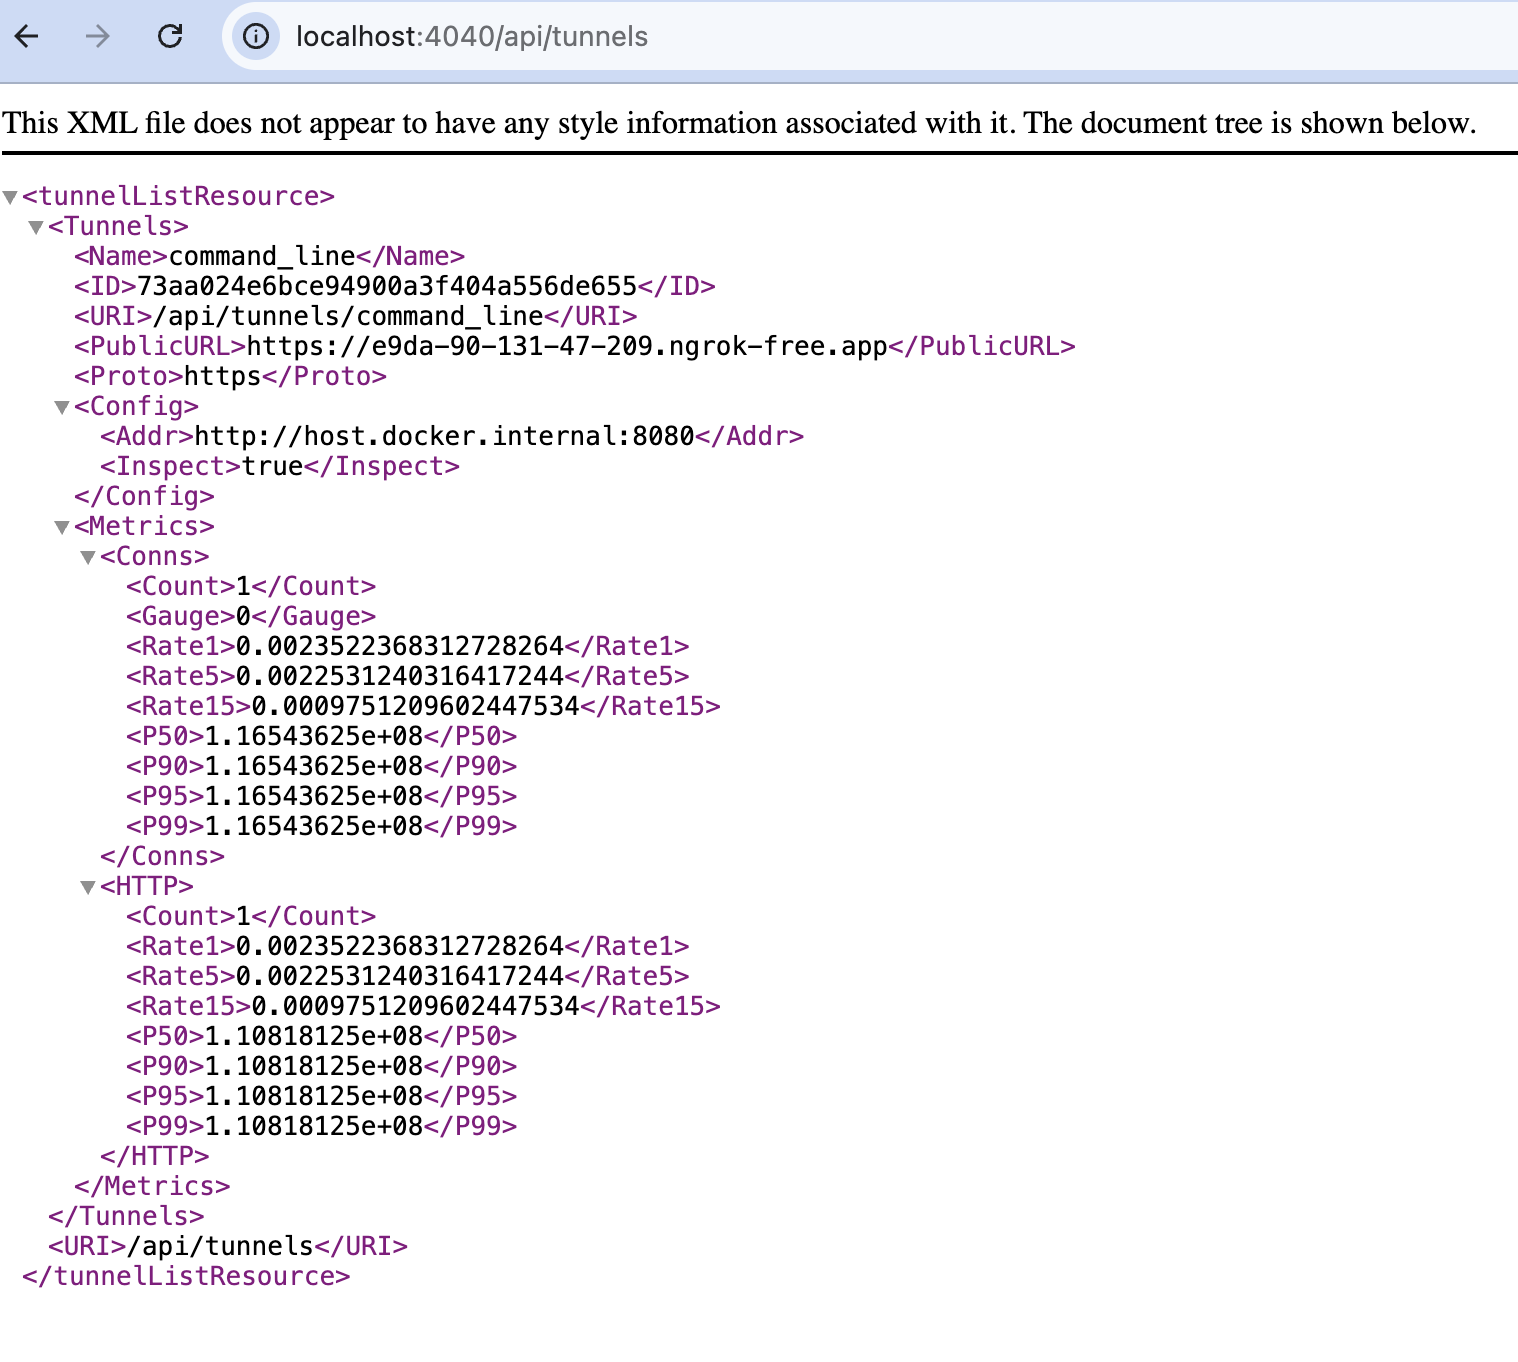 localhost:4040/api/tunnels
This XML file does not appear to have any style information associated with it. The document tree is shown below.
<tunnelListResource>
<Tunnels>
<Name>command_line</Name>
<ID>73aa024e6bce94900a3f404a556de655</ID>
<URI>/api/tunnels/command_line</URI>
<PublicURL>https://e9da-90-131-47-209.ngrok-free.app</PublicURL>
<Proto>https</Proto>
<Config>
<Addr>http://host.docker.internal:8080</Addr>
<Inspect>true</Inspect>
</Config>
<Metrics>
<Conns>
<Count>1</Count>
<Gauge>0</Gauge>
<Rate1>0.0023522368312728264</Rate1>
<Rate5>0.0022531240316417244</Rate5>
<Rate15>0.0009751209602447534</Rate15>
<P50>1.16543625e+08</P50>
<P90>1.16543625e+08</P90>
<P95>1.16543625e+08</P95>
<P99>1.16543625e+08</P99>
</Conns>
<HTTP>
<Count>1</Count>
<Rate1>0.0023522368312728264</Rate1>
<Rate5>0.0022531240316417244</Rate5>
<Rate15>0.0009751209602447534</Rate15>
<P50>1.10818125e+08</P50>
<P90>1.10818125e+08</P90>
<P95>1.10818125e+08</P95>
<P99>1.10818125e+08</P99>
</HTTP>
</Metrics>
</Tunnels>
<URI>/api/tunnels</URI>
</tunnelListResource>